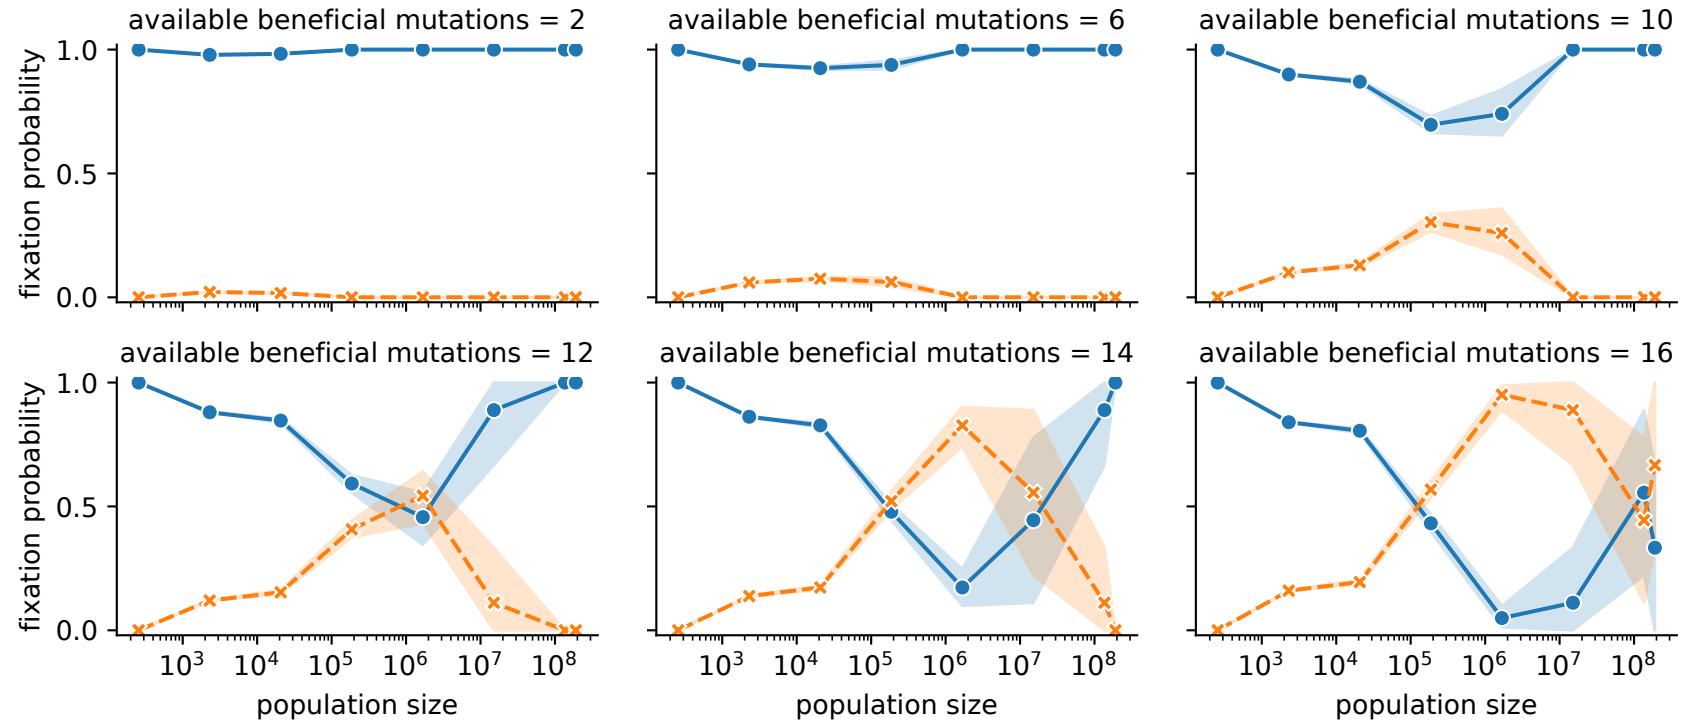 available beneficial mutations = 2
available beneficial mutations = 6
available beneficial mutations = 10
fixation probability
1.0
0.5
0.0
available beneficial mutations = 12
available beneficial mutations = 14
available beneficial mutations = 16
fixation probability
1.0
0.5
0.0
10³ 10⁴ 10⁵ 10⁶ 10⁷ 10⁸
10³ 10⁴ 10⁵ 10⁶ 10⁷ 10⁸
10³ 10⁴ 10⁵ 10⁶ 10⁷ 10⁸
population size
population size
population size